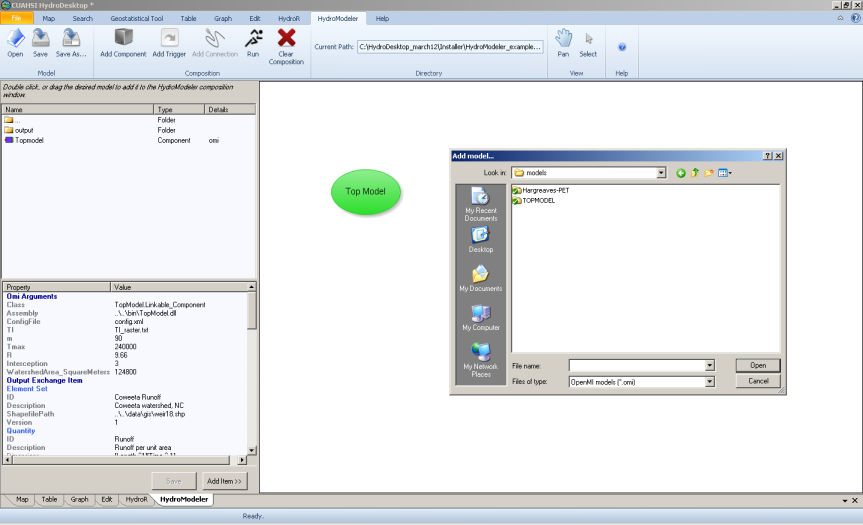 CUAHSI HydroDesktop *
File Map Search Geostatistical Tool Table Graph Edit HydroR HydroModeler Help
Open Save Save As... Add Component Add Trigger Add Connection Run Clear Composition Current Path: C:\HydroDesktop_march12\Installer\HydroModeler_example... Pan Select
Model Composition Directory View Help
Double click, or drag the desired model to add it to the HydroModeler composition
window.
Name Type Details
... Folder
output Folder
Topmodel Component omi
Top Model
Add model...
Look in: models
My Recent Documents
Desktop
My Documents
My Computer
My Network Places
Hargreaves-PET
TOPMODEL
File name: Open
Files of type: OpenMI models (*.omi) Cancel
Property Value
Omi Arguments
Class TopModel.Linkable_Component
Assembly ..\..\bin\TopModel.dll
ConfigFile config.xml
TI TI_raster.txt
m 90
Tmax 240000
R 9.66
Interception 3
WatershedArea_SquareMeters 124800
Output Exchange Item
Element Set
ID Coweeta Runoff
Description Coweeta watershed, NC
ShapefilePath ..\..\data\gis\weir18.shp
Version 1
Quantity
ID Runoff
Description Runoff per unit area
Save Add Item >>
Map Table Graph Edit HydroR HydroModeler
Ready.